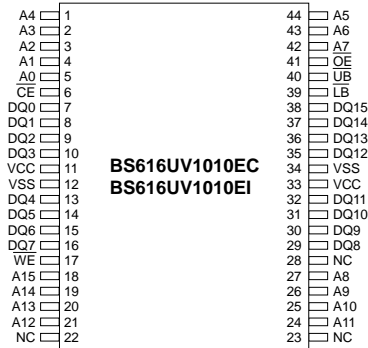 A4 1 44 A5
A3 2 43 A6
A2 3 42 A7
A1 4 41 OE
A0 5 40 UB
CE 6 39 LB
DQ0 7 38 DQ15
DQ1 8 37 DQ14
DQ2 9 36 DQ13
DQ3 10 35 DQ12
VCC 11 BS616UV1010EC 34 VSS
VSS 12 BS616UV1010EI 33 VCC
DQ4 13 32 DQ11
DQ5 14 31 DQ10
DQ6 15 30 DQ9
DQ7 16 29 DQ8
WE 17 28 NC
A15 18 27 A8
A14 19 26 A9
A13 20 25 A10
A12 21 24 A11
NC 22 23 NC